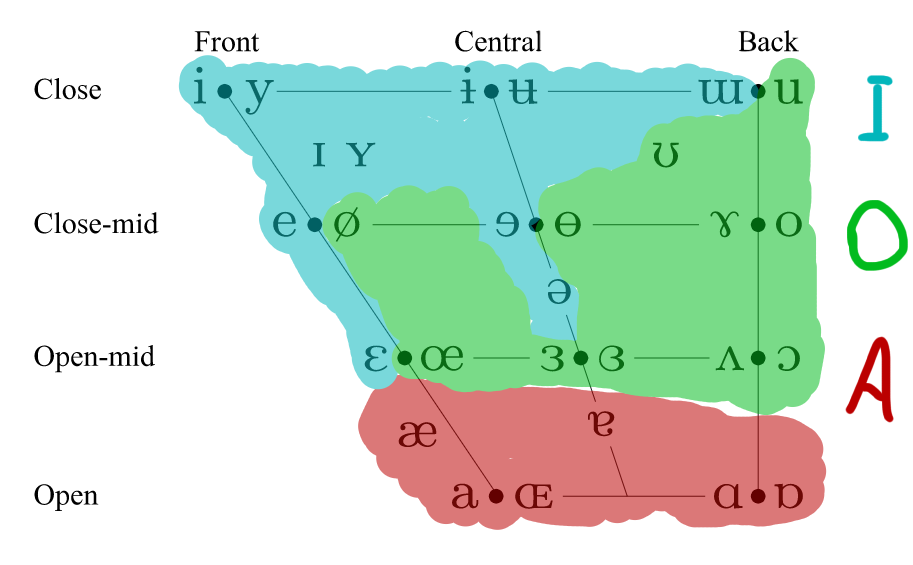 Front Central Back
Close i y ɨ ʉ ɯ u I
ɪ ʏ ʊ
Close-mid e ø ɘ ɵ ɤ o O
ə
Open-mid ɛ œ ɜ ɞ ʌ ɔ A
æ ɐ
Open a ɶ ɑ ɒ